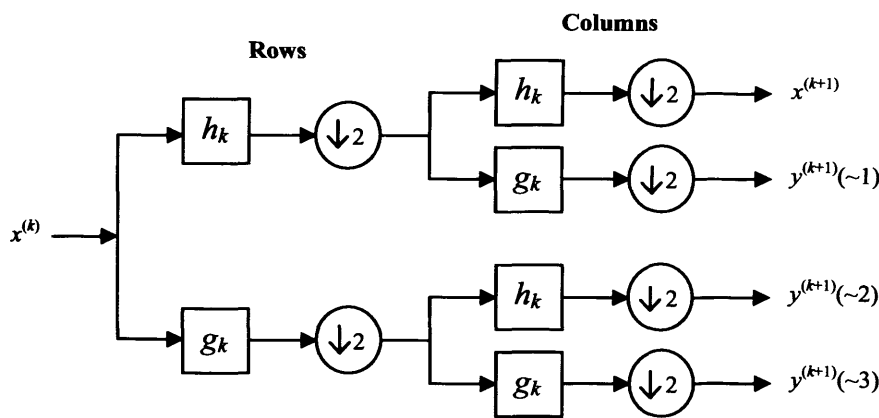 Rows
Columns
h_k
↓2
h_k
↓2
x^(k+1)
g_k
↓2
y^(k+1)(~1)
x^(k)
g_k
↓2
h_k
↓2
y^(k+1)(~2)
g_k
↓2
y^(k+1)(~3)